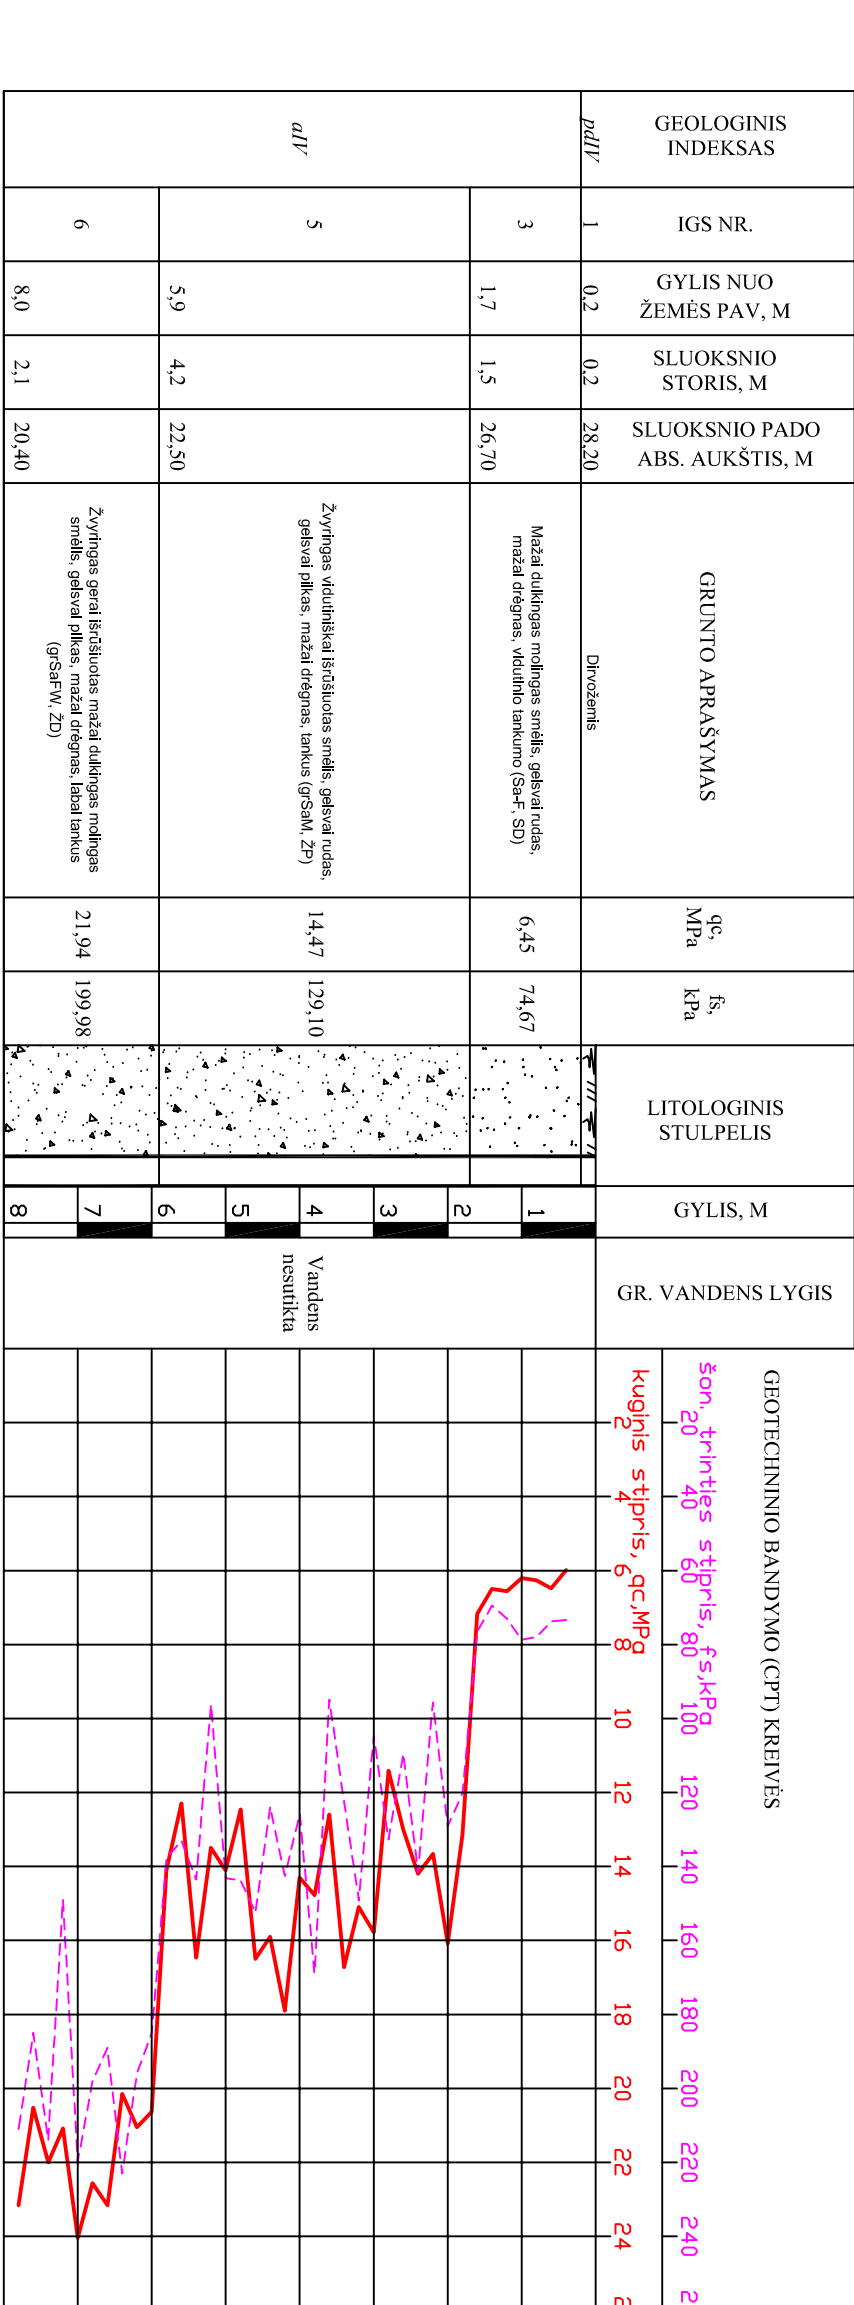 GEOLOGINIS
INDEKSAS
IGS NR.
GYLIS NUO
ŽEMĖS PAV, M
SLUOKSNIO
STORIS, M
SLUOKSNIO PADO
ABS. AUKŠTIS, M
GRUNTO APRAŠYMAS
qc,
MPa
fs,
kPa
LITOLOGINIS
STULPELIS
GYLIS, M
GR. VANDENS LYGIS
GEOTECHNINIO BANDYMO (CPT) KREIVĖS
šon. trinties stipris, fs,kPa
20 40 60 80 100 120 140 160 180 200 220 240 2
kuginis stipris, qc,MPa
2 4 6 8 10 12 14 16 18 20 22 24 2
pdIV
1
0,2
0,2
28,20
Dirvožemis
aIV
3
1,7
1,5
26,70
Mažai dulkingas molingas smėlis, gelsvai rudas,
mažai drėgnas, vidutinio tankumo (Sa-F, SD)
6,45
74,67
5
5,9
4,2
22,50
Žvyringas vidutiniškai išrūšiuotas smėlis, gelsvai rudas,
gelsvai pilkas, mažai drėgnas, tankus (grSaM, ŽP)
14,47
129,10
6
8,0
2,1
20,40
Žvyringas gerai išrūšiuotas mažai dulkingas molingas
smėlis, gelsvai pilkas, mažai drėgnas, labai tankus
(grSaFW, ŽD)
21,94
199,98
1
2
3
4
5
6
7
8
Vandens
nesutikta